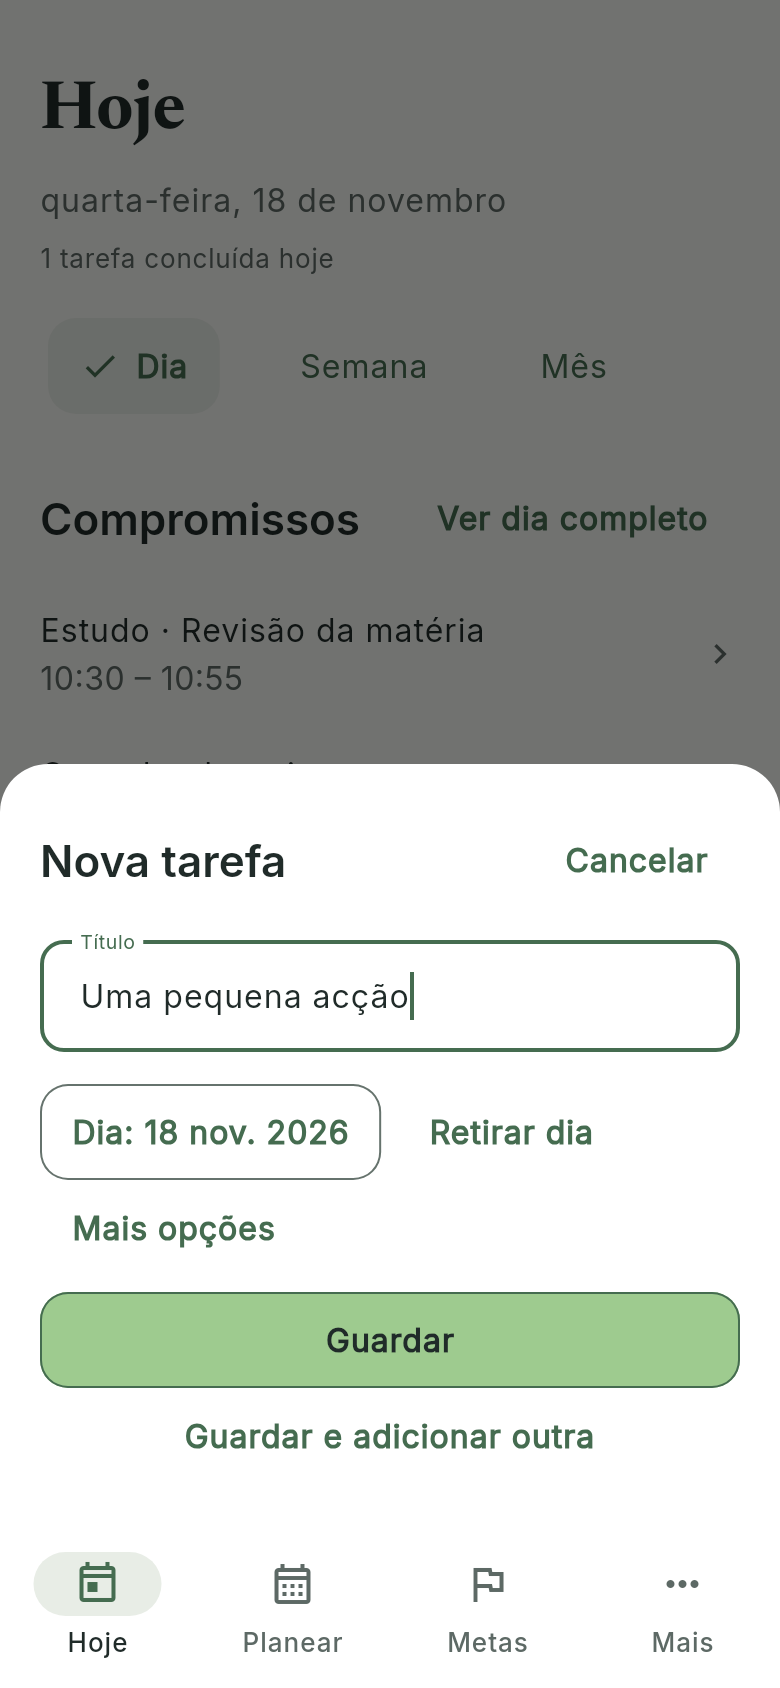 Hoje
quarta-feira, 18 de novembro
1 tarefa concluída hoje
Dia Semana Mês
Compromissos Ver dia completo
Estudo · Revisão da matéria
10:30 – 10:55
Nova tarefa Cancelar
Título
Uma pequena acção
Dia: 18 nov. 2026 Retirar dia
Mais opções
Guardar
Guardar e adicionar outra
Hoje Planear Metas Mais